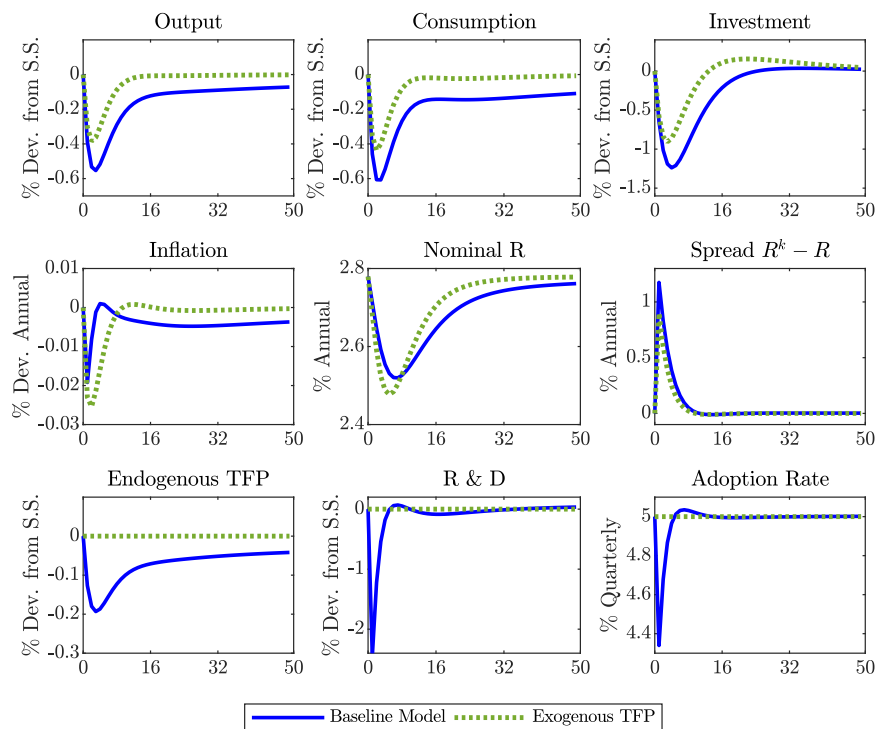 Output
% Dev. from S.S.
0
-0.2
-0.4
-0.6
0 16 32 50
Consumption
% Dev. from S.S.
0
-0.2
-0.4
-0.6
0 16 32 50
Investment
% Dev. from S.S.
0.5
0
-0.5
-1
-1.5
0 16 32 50
Inflation
% Dev. Annual
0.01
0
-0.01
-0.02
-0.03
0 16 32 50
Nominal R
% Annual
2.8
2.6
2.4
0 16 32 50
Spread R^k − R
% Annual
1
0.5
0
0 16 32 50
Endogenous TFP
% Dev. from S.S.
0
-0.1
-0.2
-0.3
0 16 32 50
R & D
% Dev. from S.S.
0
-1
-2
0 16 32 50
Adoption Rate
% Quarterly
5
4.8
4.6
4.4
0 16 32 50
Baseline Model Exogenous TFP